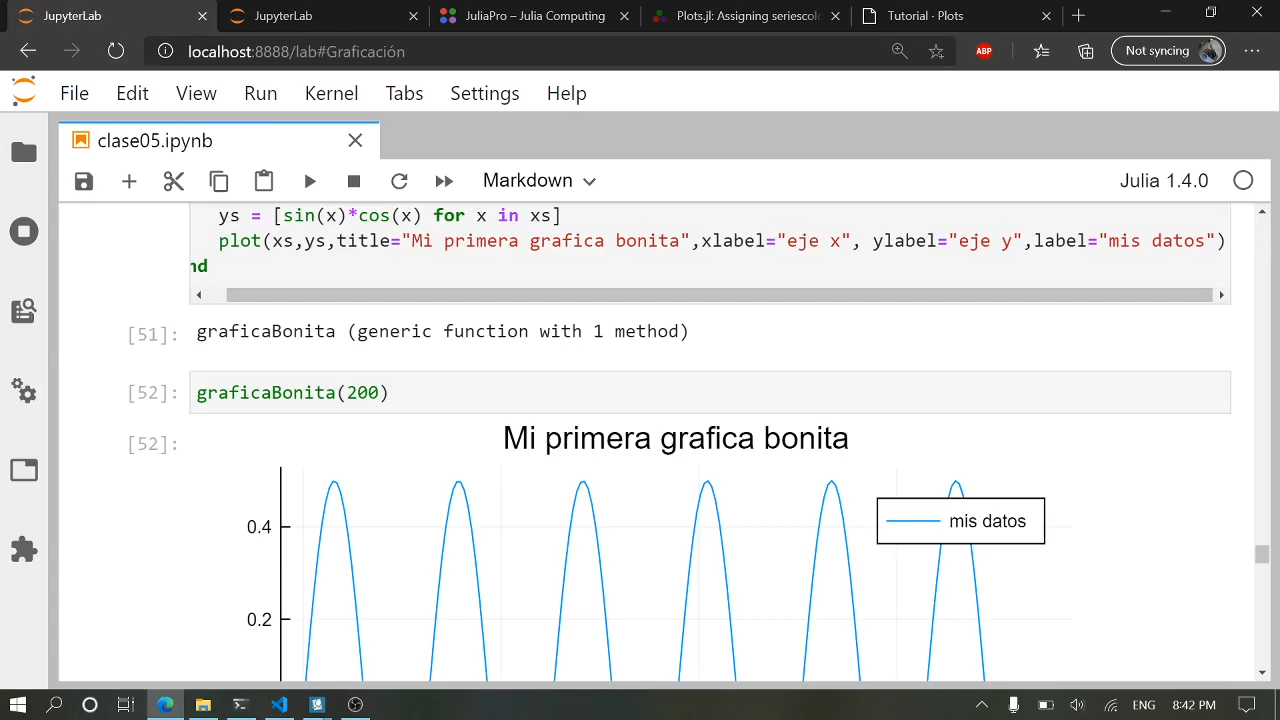 JupyterLab
JupyterLab
JuliaPro – Julia Computing
Plots.jl: Assigning seriescolo
Tutorial · Plots
localhost:8888/lab#Graficación
ABP
Not syncing
File Edit View Run Kernel Tabs Settings Help
clase05.ipynb
Markdown
Julia 1.4.0
ys = [sin(x)*cos(x) for x in xs]
plot(xs,ys,title="Mi primera grafica bonita",xlabel="eje x", ylabel="eje y",label="mis datos")
nd
[51]: graficaBonita (generic function with 1 method)
[52]: graficaBonita(200)
[52]:
Mi primera grafica bonita
mis datos
0.4
0.2
ENG 8:42 PM